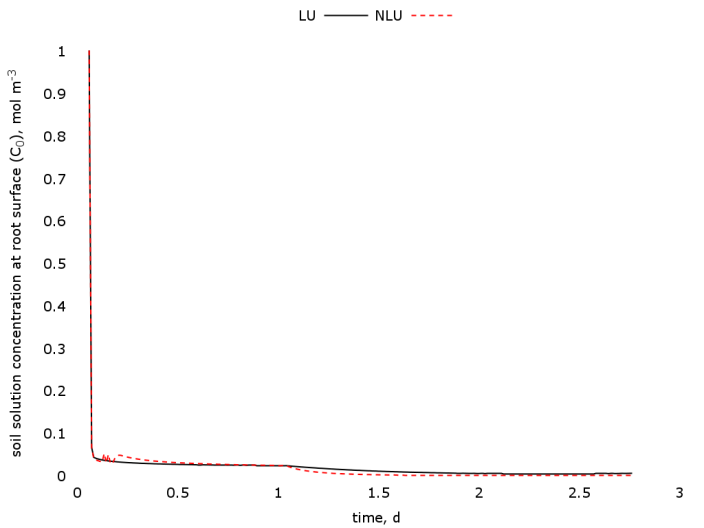 LU NLU
soil solution concentration at root surface (C₀), mol m⁻³
1
0.9
0.8
0.7
0.6
0.5
0.4
0.3
0.2
0.1
0
0 0.5 1 1.5 2 2.5 3
time, d